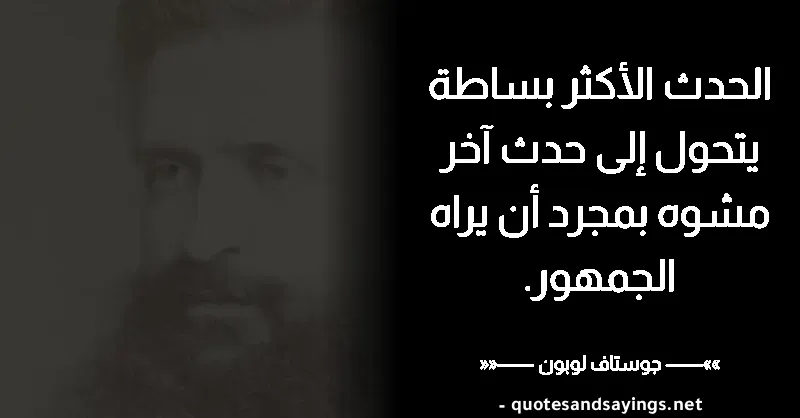 الحدث الأكثر بساطة
يتحول إلى حدث آخر
مشوه بمجرد أن يراه
الجمهور.
»»—— جوستاف لوبون ——««
- quotesandsayings.net